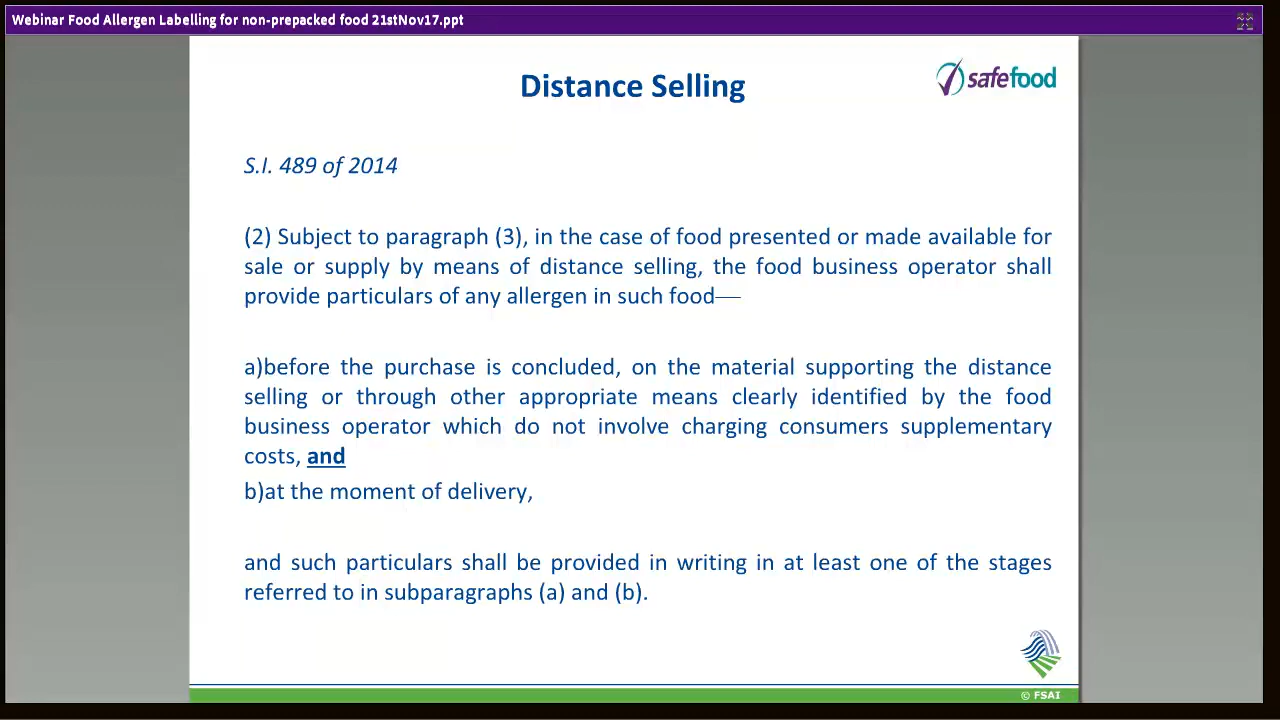 Webinar Food Allergen Labelling for non-prepacked food 21stNov17.ppt
Distance Selling
safefood
S.I. 489 of 2014
(2) Subject to paragraph (3), in the case of food presented or made available for
sale or supply by means of distance selling, the food business operator shall
provide particulars of any allergen in such food—
a)before the purchase is concluded, on the material supporting the distance
selling or through other appropriate means clearly identified by the food
business operator which do not involve charging consumers supplementary
costs, and
b)at the moment of delivery,
and such particulars shall be provided in writing in at least one of the stages
referred to in subparagraphs (a) and (b).
© FSAI